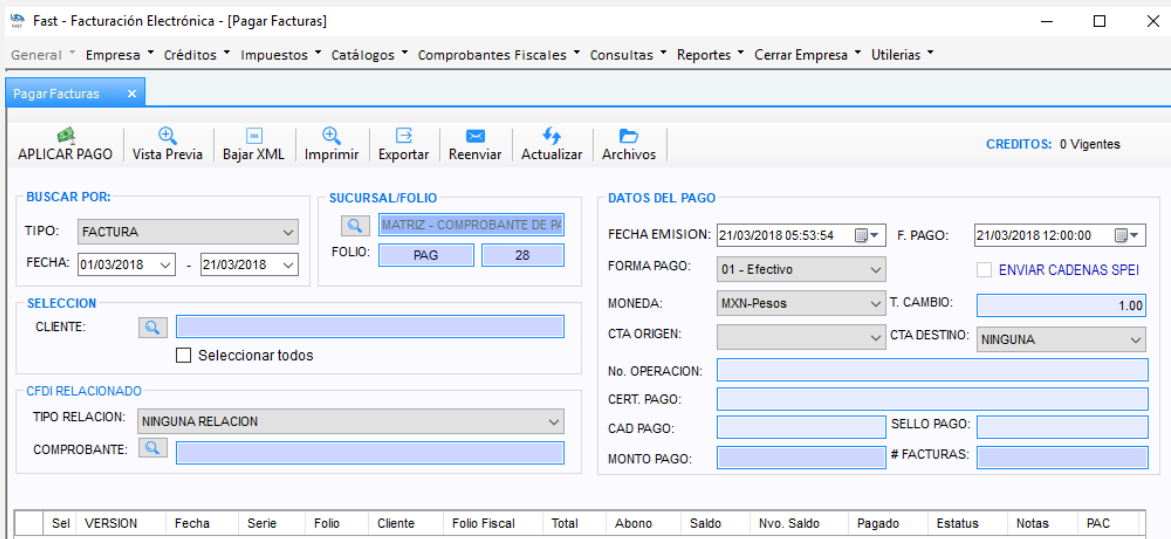 Fast - Facturación Electrónica - [Pagar Facturas]
General Empresa Créditos Impuestos Catálogos Comprobantes Fiscales Consultas Reportes Cerrar Empresa Utilerias
Pagar Facturas x
APLICAR PAGO Vista Previa Bajar XML Imprimir Exportar Reenviar Actualizar Archivos
CREDITOS: 0 Vigentes
BUSCAR POR:
TIPO: FACTURA
FECHA: 01/03/2018 - 21/03/2018
SUCURSAL/FOLIO
MATRIZ - COMPROBANTE DE
FOLIO: PAG 28
SELECCION
CLIENTE:
Seleccionar todos
CFDI RELACIONADO
TIPO RELACION: NINGUNA RELACION
COMPROBANTE:
DATOS DEL PAGO
FECHA EMISION: 21/03/2018 05:53:54 F. PAGO: 21/03/2018 12:00:00
FORMA PAGO: 01 - Efectivo ENVIAR CADENAS SPEI
MONEDA: MXN-Pesos T. CAMBIO: 1.00
CTA ORIGEN: CTA DESTINO: NINGUNA
No. OPERACION:
CERT. PAGO:
CAD PAGO: SELLO PAGO:
MONTO PAGO: # FACTURAS:
Sel VERSION Fecha Serie Folio Cliente Folio Fiscal Total Abono Saldo Nvo. Saldo Pagado Estatus Notas PAC